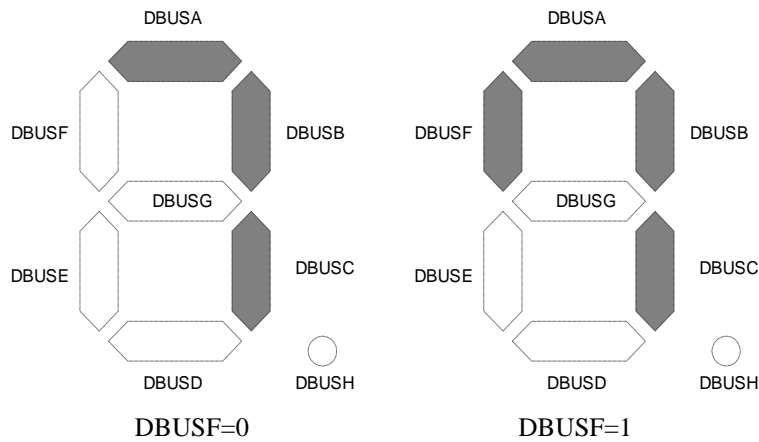 DBUSA DBUSA
DBUSF DBUSB DBUSF DBUSB
DBUSG DBUSG
DBUSE DBUSC DBUSE DBUSC
DBUSD DBUSH DBUSD DBUSH
DBUSF=0 DBUSF=1